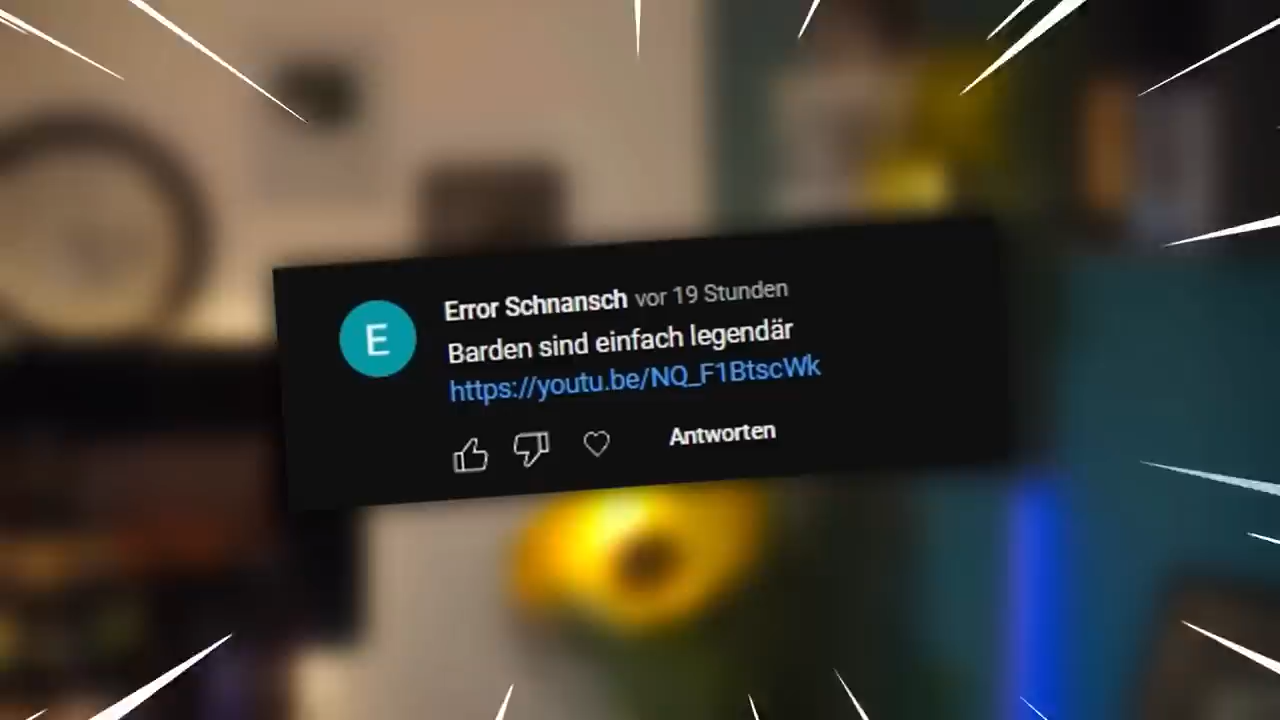 E
Error Schnansch vor 19 Stunden
Barden sind einfach legendär
https://youtu.be/NQ_F1BtscWk
Antworten